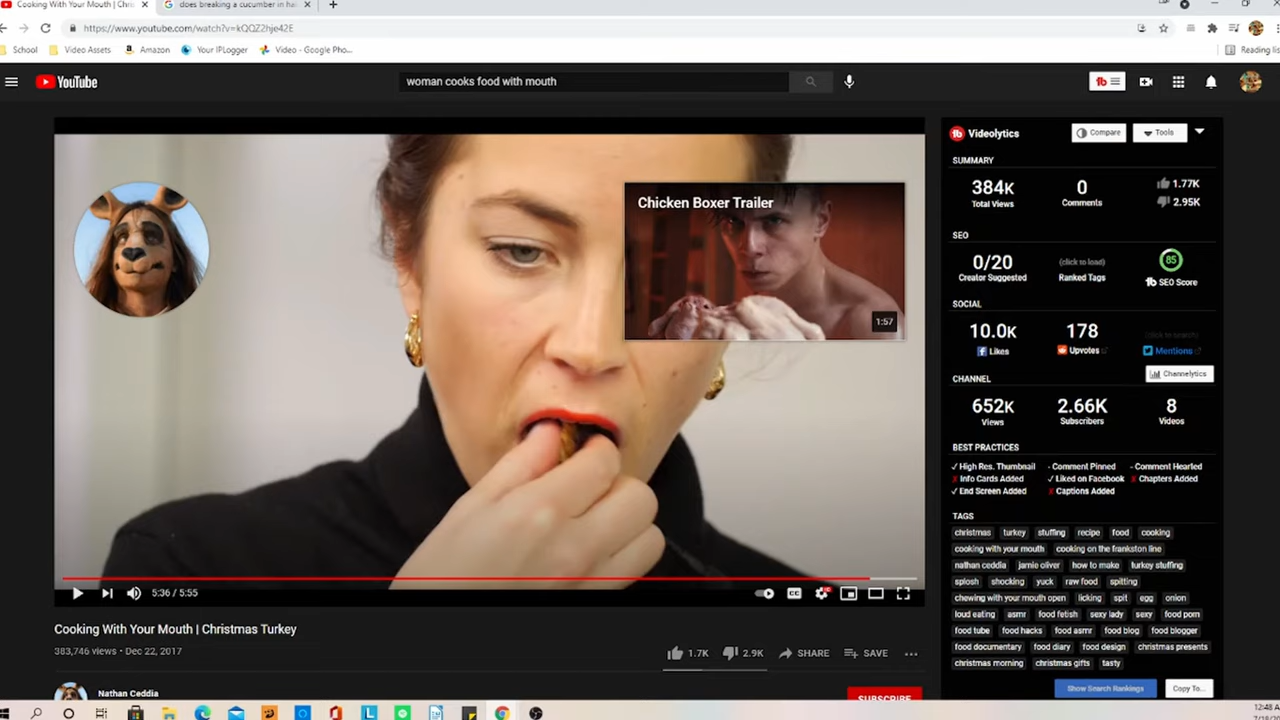 Cooking With Your Mouth | Chris
does breaking a cucumber in ha
https://www.youtube.com/watch?v=kQQZ2hje42E
School
Video Assets
Amazon
Your IPLogger
Video - Google Pho...
Reading lis
YouTube
woman cooks food with mouth
tb
Chicken Boxer Trailer
1:57
5:36 / 5:55
CC
Cooking With Your Mouth | Christmas Turkey
383,746 views • Dec 22, 2017
1.7K
2.9K
SHARE
SAVE
Nathan Ceddia
SUBSCRIBE
tb Videolytics
Compare
Tools
SUMMARY
384K
Total Views
0
Comments
1.77K
2.95K
SEO
0/20
Creator Suggested
(click to load)
Ranked Tags
85
tb SEO Score
SOCIAL
10.0K
Likes
178
Upvotes
(click to search)
Mentions
CHANNEL
Channelytics
652K
Views
2.66K
Subscribers
8
Videos
BEST PRACTICES
High Res. Thumbnail
- Comment Pinned
- Comment Hearted
Info Cards Added
Liked on Facebook
Chapters Added
End Screen Added
Captions Added
TAGS
christmas turkey stuffing recipe food cooking
cooking with your mouth cooking on the frankston line
nathan ceddia jamie oliver how to make turkey stuffing
splosh shocking yuck raw food spitting
chewing with your mouth open licking spit egg onion
loud eating asmr food fetish sexy lady sexy food porn
food tube food hacks food asmr food blog food blogger
food documentary food diary food design christmas presents
christmas morning christmas gifts tasty
Show Search Rankings
Copy To...
12:48 A